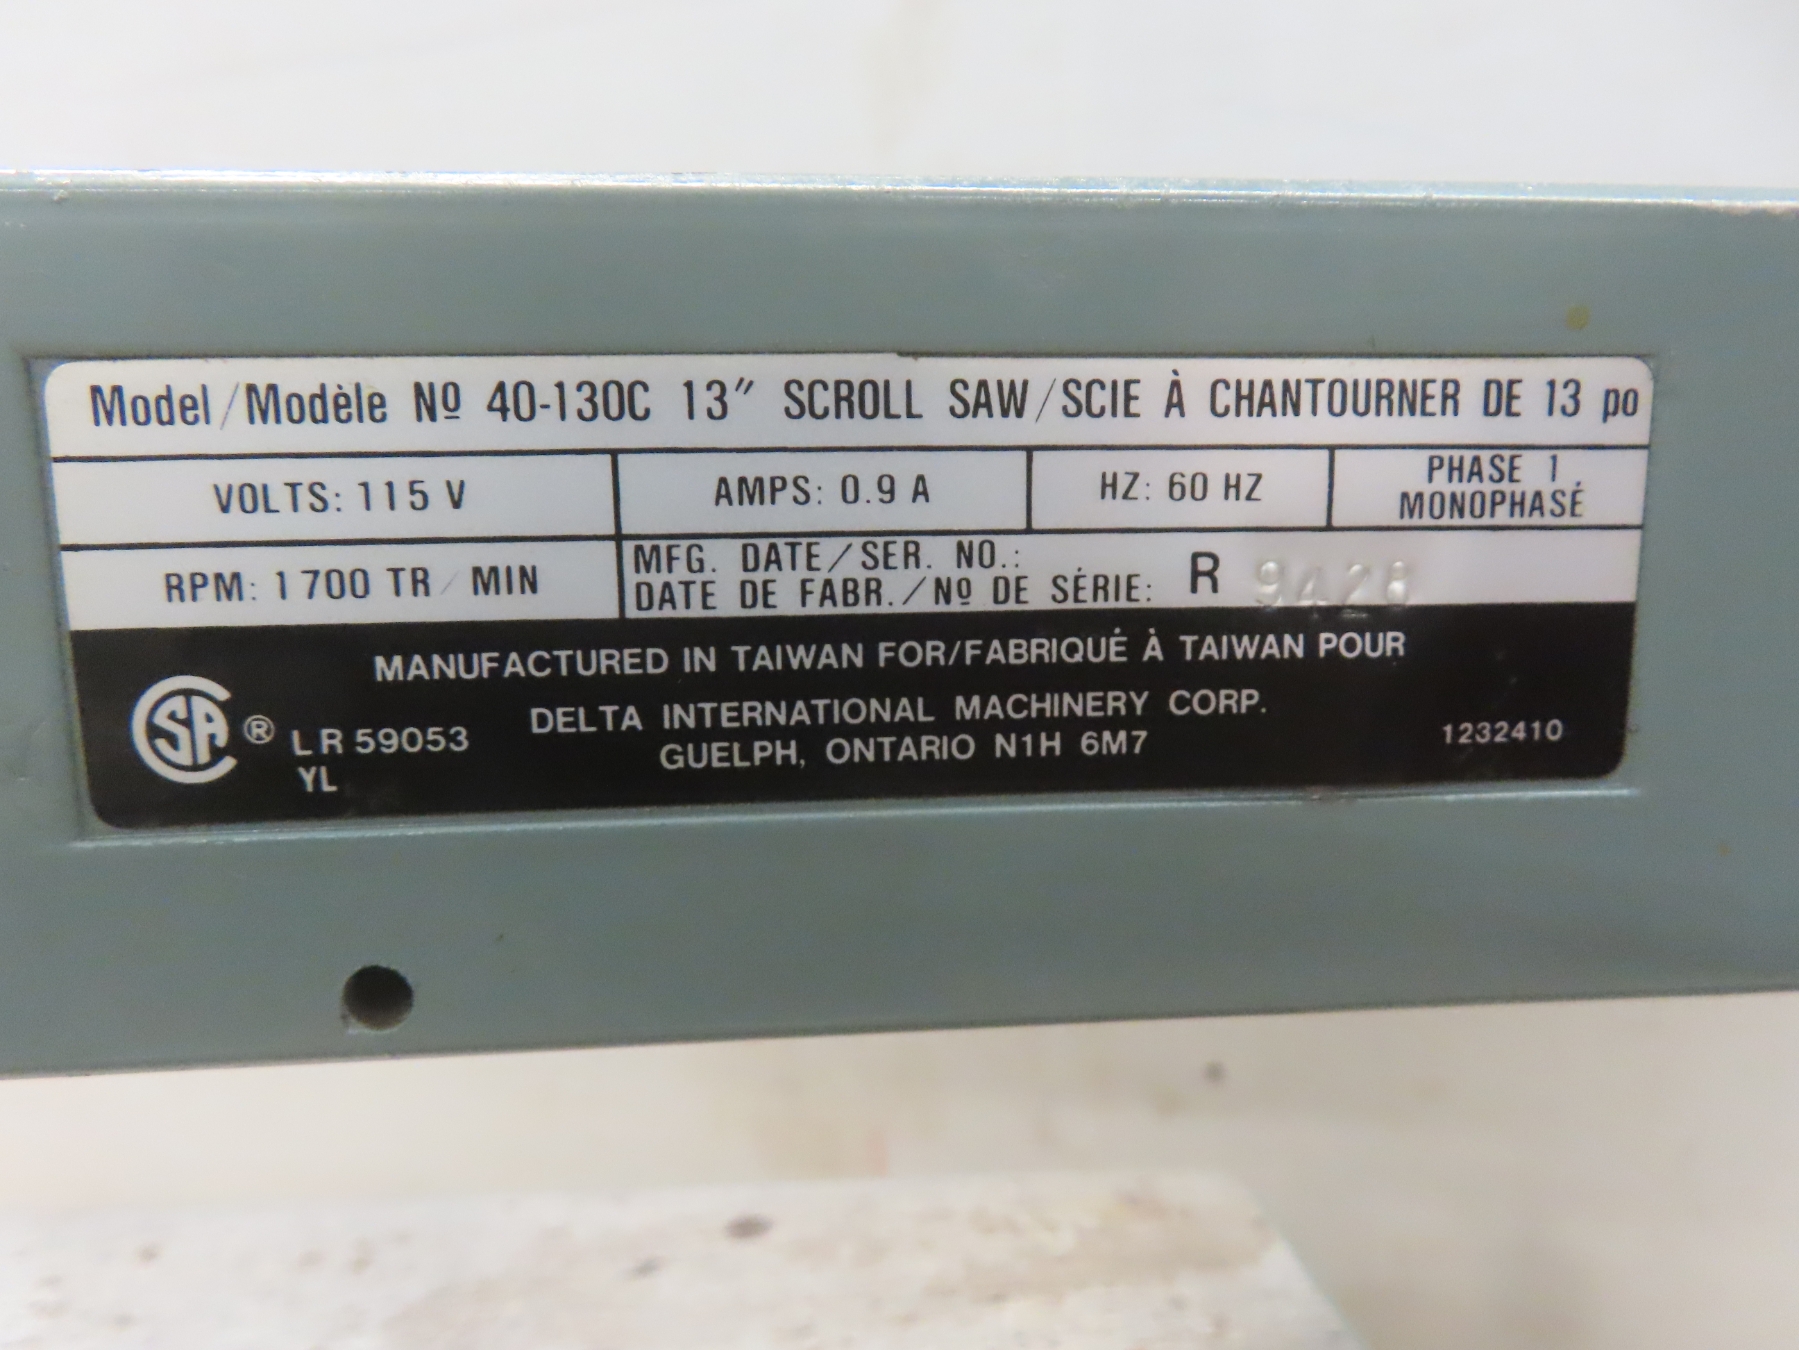 Model/Modèle Nº 40-130C 13″ SCROLL SAW/SCIE À CHANTOURNER DE 13 po
VOLTS: 115 V
AMPS: 0.9 A
HZ: 60 HZ
PHASE 1
MONOPHASÉ
RPM: 1700 TR/MIN
MFG. DATE/SER. NO.:
DATE DE FABR./Nº DE SÉRIE: R 9428
MANUFACTURED IN TAIWAN FOR/FABRIQUÉ À TAIWAN POUR
DELTA INTERNATIONAL MACHINERY CORP.
GUELPH, ONTARIO N1H 6M7
SA ® LR 59053
YL
1232410